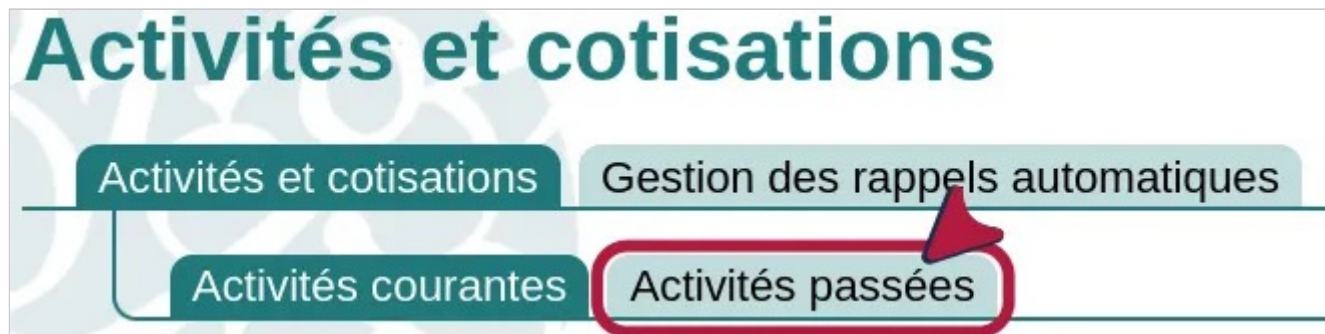 Activités et cotisations
Activités et cotisations Gestion des rappels automatiques
Activités courantes Activités passées